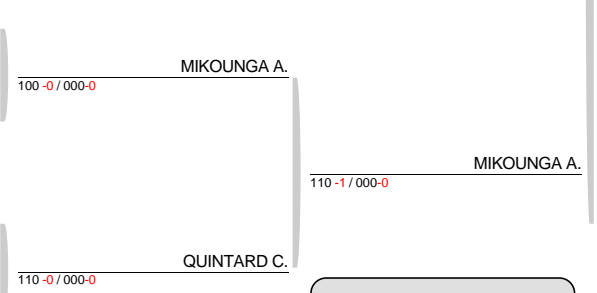 MIKOUNGA A.
100 -0 / 000-0
MIKOUNGA A.
110 -1 / 000-0
QUINTARD C.
110 -0 / 000-0